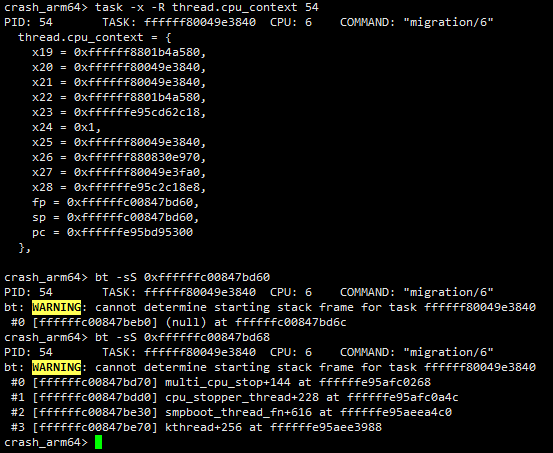 crash_arm64> task -x -R thread.cpu_context 54
PID: 54 TASK: ffffff80049e3840 CPU: 6 COMMAND: "migration/6"
thread.cpu_context = {
x19 = 0xffffff8801b4a580,
x20 = 0xffffff80049e3840,
x21 = 0xffffff80049e3840,
x22 = 0xffffff8801b4a580,
x23 = 0xffffffe95cd62c18,
x24 = 0x1,
x25 = 0xffffff80049e3840,
x26 = 0xffffff880830e970,
x27 = 0xffffff80049e3fa0,
x28 = 0xffffffe95c2c18e8,
fp = 0xffffffc00847bd60,
sp = 0xffffffc00847bd60,
pc = 0xffffffe95bd95300
},
crash_arm64> bt -sS 0xffffffc00847bd60
PID: 54 TASK: ffffff80049e3840 CPU: 6 COMMAND: "migration/6"
bt: WARNING: cannot determine starting stack frame for task ffffff80049e3840
#0 [ffffffc00847beb0] (null) at ffffffc00847bd6c
crash_arm64> bt -sS 0xffffffc00847bd68
PID: 54 TASK: ffffff80049e3840 CPU: 6 COMMAND: "migration/6"
bt: WARNING: cannot determine starting stack frame for task ffffff80049e3840
#0 [ffffffc00847bd70] multi_cpu_stop+144 at ffffffe95afc0268
#1 [ffffffc00847bdd0] cpu_stopper_thread+228 at ffffffe95afc0a4c
#2 [ffffffc00847be30] smpboot_thread_fn+616 at ffffffe95aeea4c0
#3 [ffffffc00847be70] kthread+256 at ffffffe95aee3988
crash_arm64>